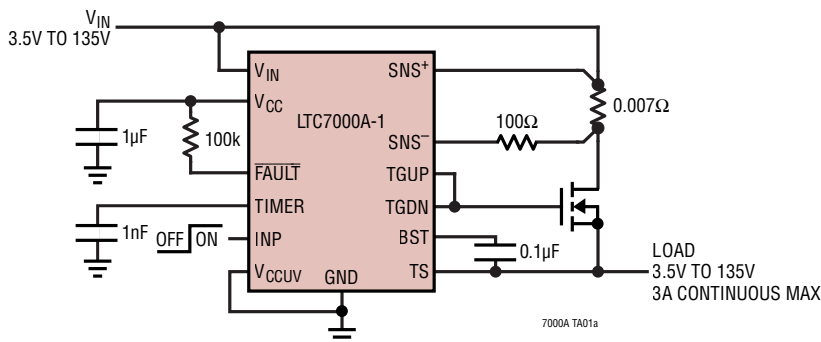 VIN
3.5V TO 135V
VIN
SNS+
VCC
LTC7000A-1
0.007Ω
1µF
100k
100Ω
SNS–
FAULT
TGUP
TIMER
TGDN
1nF
OFF ON
INP
BST
0.1µF
VCCUV
GND
TS
LOAD
3.5V TO 135V
3A CONTINUOUS MAX
7000A TA01a